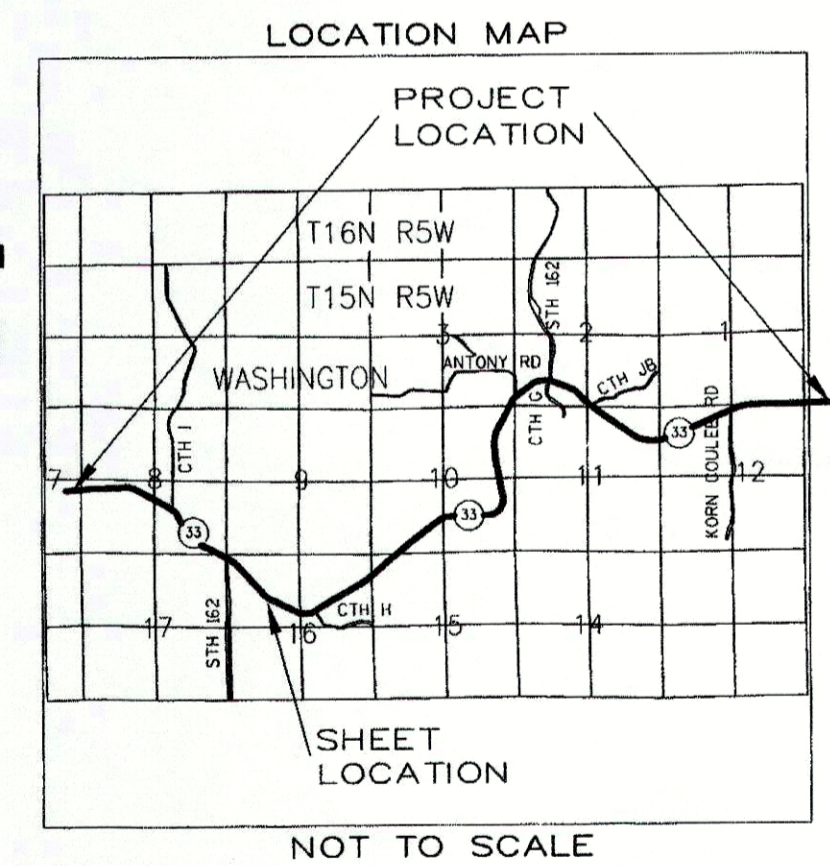 LOCATION MAP
PROJECT
LOCATION
T16N R5W
T15N R5W
STH 162
3
2
1
ANTONY RD
WASHINGTON
CTH JB
CTH G
33
KORN COULEE RD
CTH I
7
8
9
10
11
12
33
33
CTH H
STH 162
17
16
15
14
SHEET
LOCATION
NOT TO SCALE